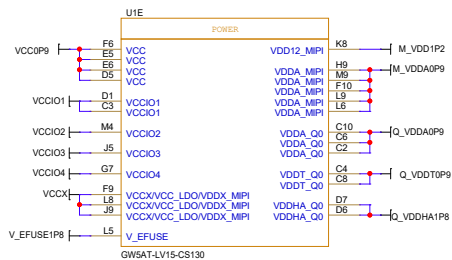 U1E
POWER
VCC0P9
F6 VCC
E5 VCC
E6 VCC
D5 VCC
VCCIO1
D1 VCCIO1
C3 VCCIO1
VCCIO2 M4 VCCIO2
VCCIO3 J5 VCCIO3
VCCIO4 G7 VCCIO4
VCCX
F9 VCCX/VCC_LDO/VDDX_MIPI
L8 VCCX/VCC_LDO/VDDX_MIPI
J9 VCCX/VCC_LDO/VDDX_MIPI
V_EFUSE1P8 L5 V_EFUSE
VDD12_MIPI K8 M_VDD1P2
VDDA_MIPI H9 M_VDDA0P9
VDDA_MIPI M9
VDDA_MIPI F10
VDDA_MIPI L9
VDDA_MIPI L6
VDDA_Q0 C10 Q_VDDA0P9
VDDA_Q0 C6
VDDA_Q0 C2
VDDT_Q0 C4 Q_VDDT0P9
VDDT_Q0 C8
VDDHA_Q0 D7
VDDHA_Q0 D6 Q_VDDHA1P8
GW5AT-LV15-CS130